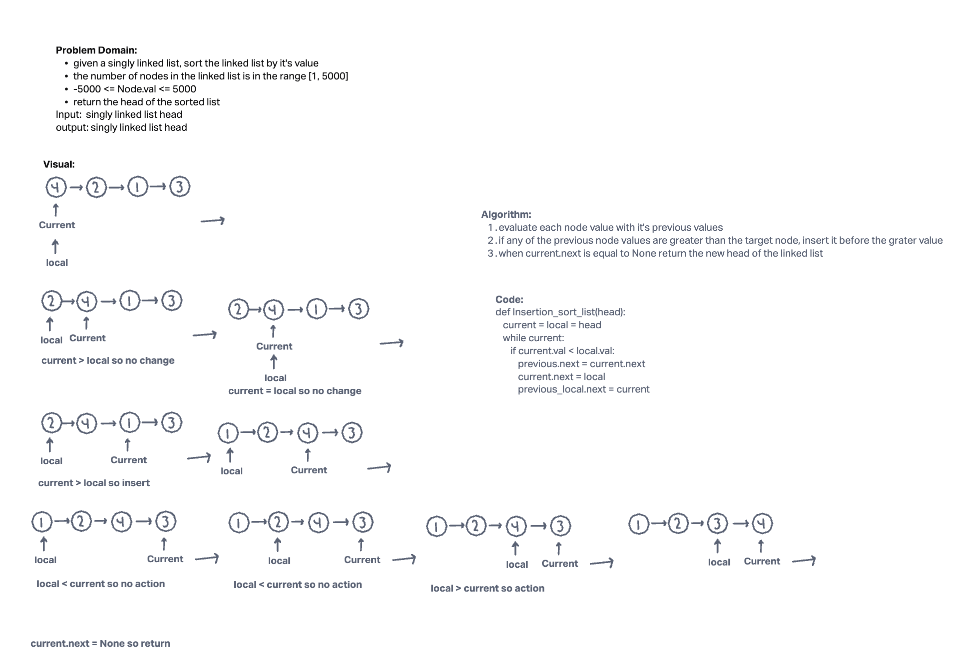 Problem Domain:
• given a singly linked list, sort the linked list by it's value
• the number of nodes in the linked list is in the range [1, 5000]
• -5000 <= Node.val <= 5000
• return the head of the sorted list
Input: singly linked list head
output: singly linked list head
Visual:
4 → 2 → 1 → 3
Current
local
2 → 4 → 1 → 3
local Current
current > local so no change
2 → 4 → 1 → 3
Current
local
current = local so no change
2 → 4 → 1 → 3
local Current
current > local so insert
1 → 2 → 4 → 3
local Current
1 → 2 → 4 → 3
local Current
local < current so no action
1 → 2 → 4 → 3
local Current
local < current so no action
1 → 2 → 4 → 3
local Current
local > current so action
1 → 2 → 3 → 4
local Current
current.next = None so return
Algorithm:
1. evaluate each node value with it's previous values
2. if any of the previous node values are greater than the target node, insert it before the grater value
3. when current.next is equal to None return the new head of the linked list
Code:
def Insertion_sort_list(head):
current = local = head
while current:
if current.val < local.val:
previous.next = current.next
current.next = local
previous_local.next = current